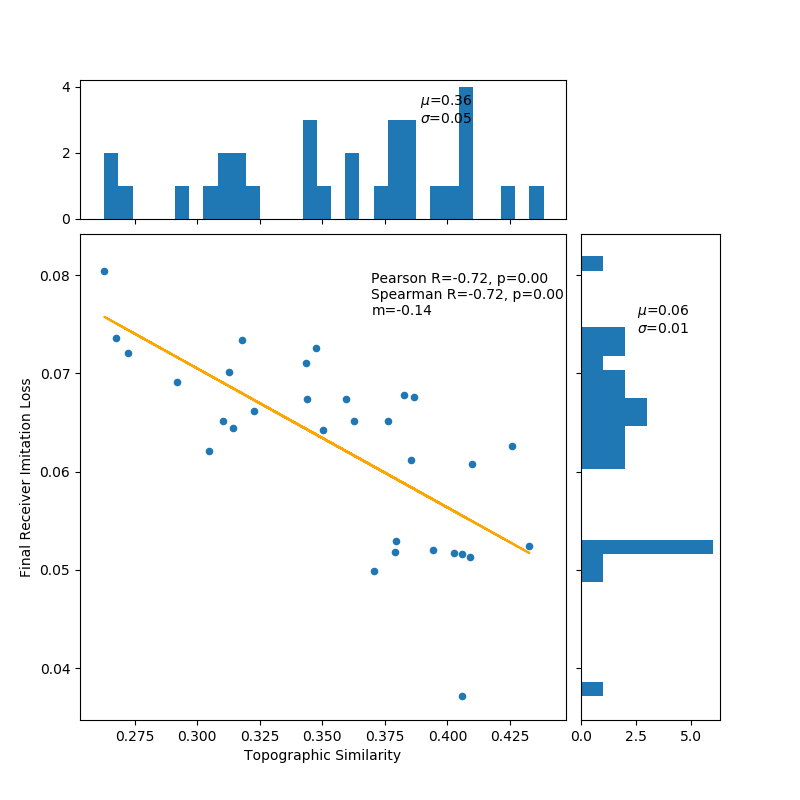 4
2
0
μ=0.36
σ=0.05
0.08
0.07
0.06
0.05
0.04
Final Receiver Imitation Loss
Pearson R=-0.72, p=0.00
Spearman R=-0.72, p=0.00
m=-0.14
μ=0.06
σ=0.01
0.275 0.300 0.325 0.350 0.375 0.400 0.425
Topographic Similarity
0.0 2.5 5.0